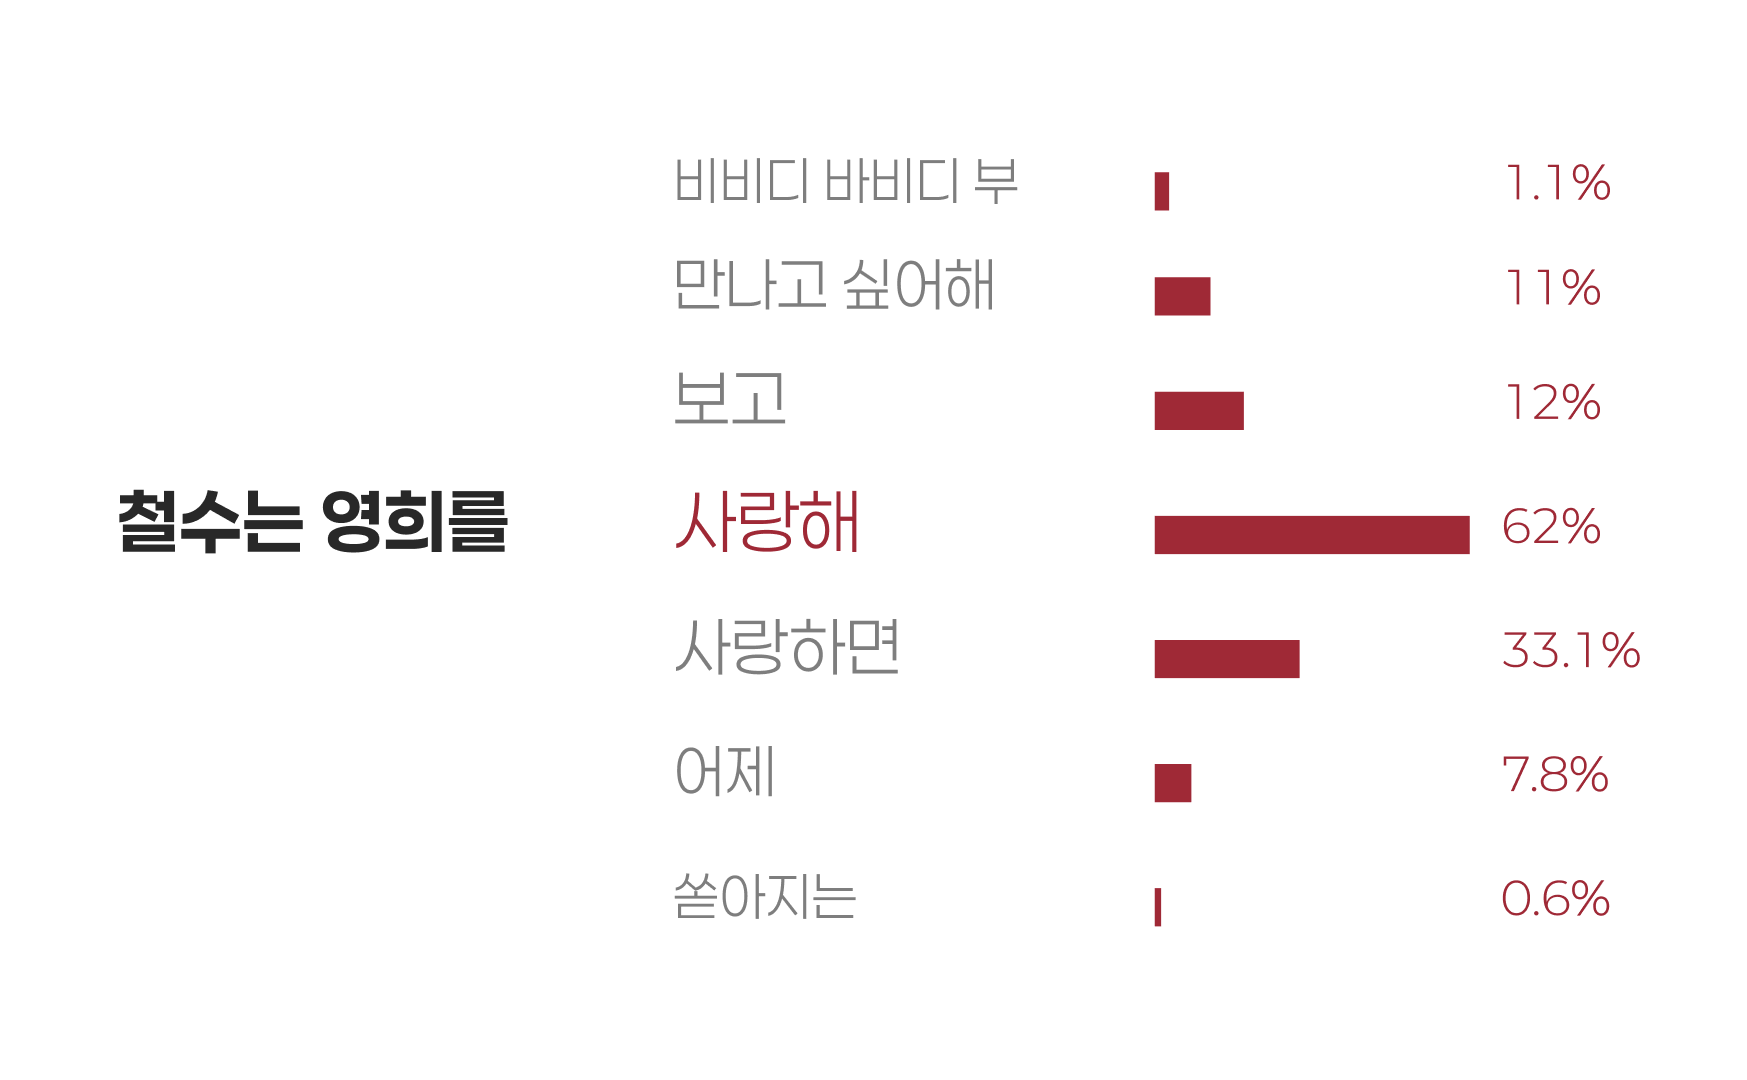 비비디 바비디 부 1.1%
만나고 싶어해 11%
보고 12%
철수는 영희를 사랑해 62%
사랑하면 33.1%
어제 7.8%
쏟아지는 0.6%